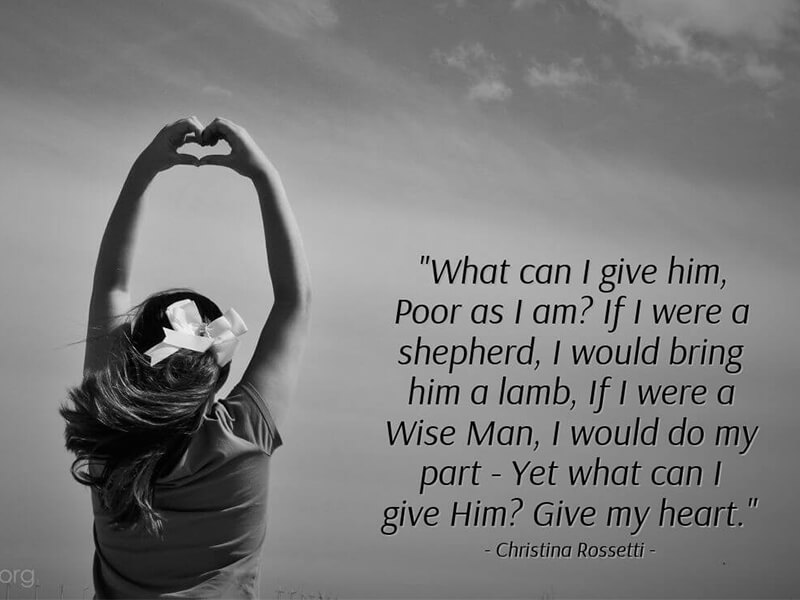 "What can I give him,
Poor as I am? If I were a
shepherd, I would bring
him a lamb, If I were a
Wise Man, I would do my
part - Yet what can I
give Him? Give my heart."
- Christina Rossetti -
org